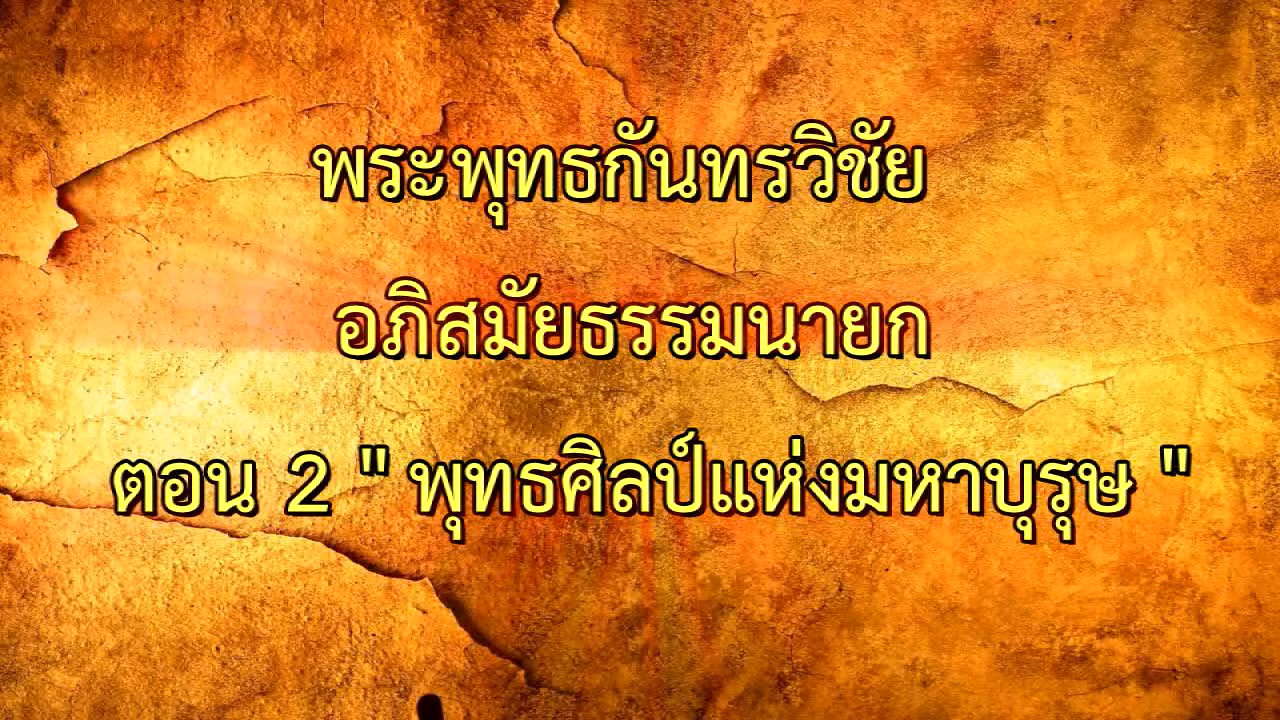 พระพุทธกันทรวิชัย
อภิสมัยธรรมนายก
ตอน 2 " พุทธศิลป์แห่งมหาบุรุษ "